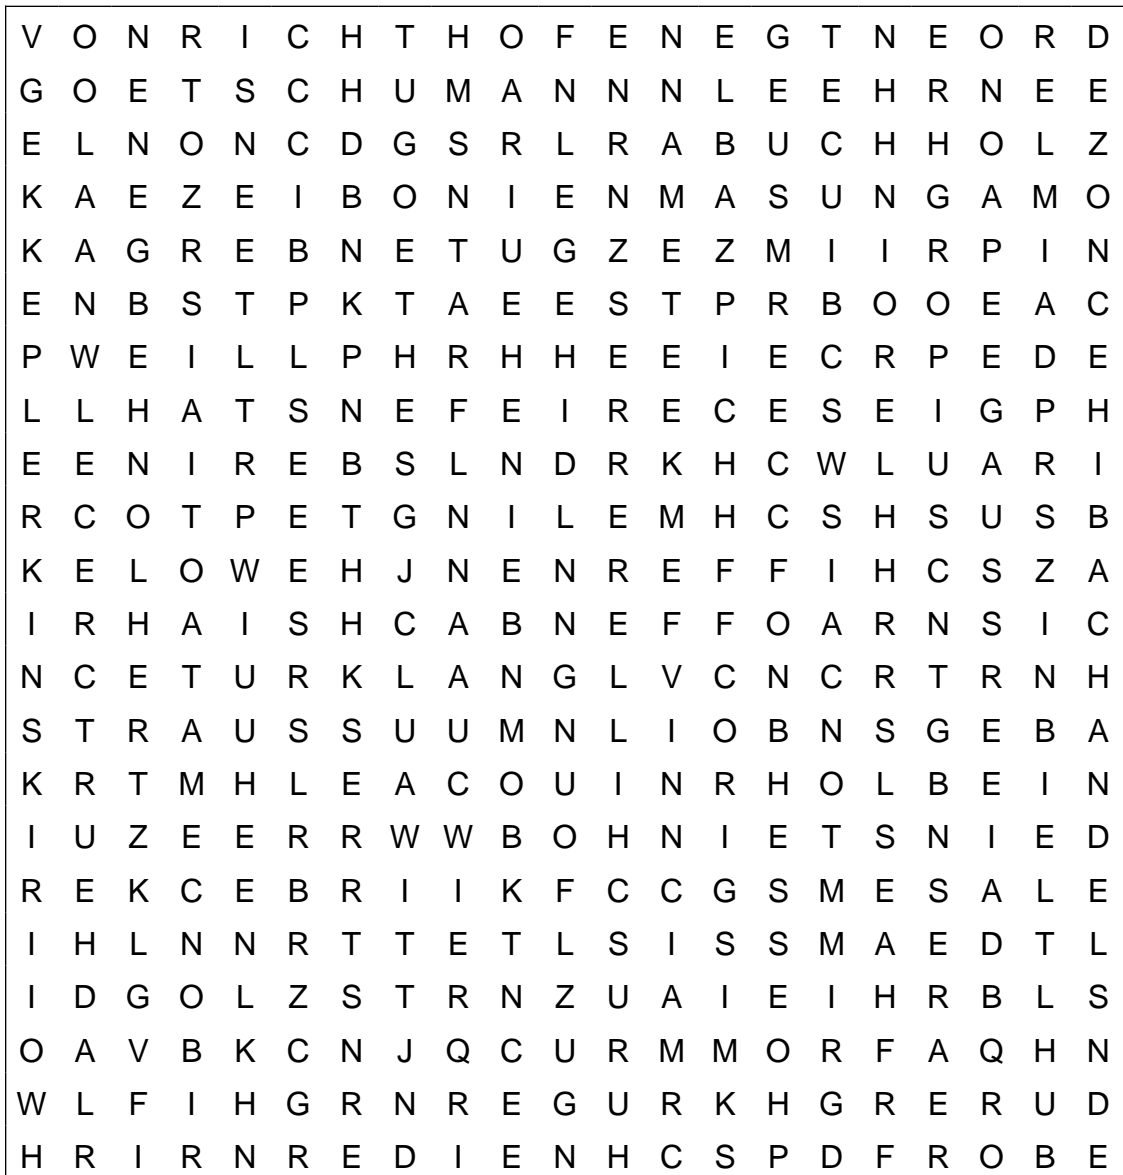 V O N R I C H T H O F E N E G T N E O R D
G O E T S C H U M A N N N L E E H R N E E
E L N O N C D G S R L R A B U C H H O L Z
K A E Z E I B O N I E N M A S U N G A M O
K A G R E B N E T U G Z E Z M I I R P I N
E N B S T P K T A E E S T P R B O O E A C
P W E I L L P H R H H E E I E C R P E D E
L L H A T S N E F E I R E C E S E I G P H
E E N I R E B S L N D R K H C W L U A R I
R C O T P E T G N I L E M H C S H S U S B
K E L O W E H J N E N R E F F I H C S Z A
I R H A I S H C A B N E F F O A R N S I C
N C E T U R K L A N G L V C N C R T R N H
S T R A U S S U U M N L I O B N S G E B A
K R T M H L E A C O U I N R H O L B E I N
I U Z E E R R W W B O H N I E T S N I E D
R E K C E B R I I K F C C G S M E S A L E
I H L N N R T T E T L S I S S M A E D T L
I D G O L Z S T R N Z U A I E I H R B L S
O A V B K C N J Q C U R M M O R F A Q H N
W L F I H G R N R E G U R K H G R E R U D
H R I R N R E D I E N H C S P D F R O B E